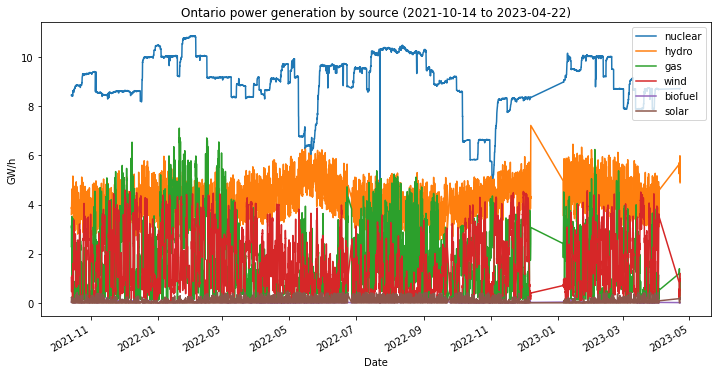 Ontario power generation by source (2021-10-14 to 2023-04-22)
nuclear
hydro
gas
wind
biofuel
solar
10
8
6
4
2
0
GW/h
2021-11
2022-01
2022-03
2022-05
2022-07
2022-09
2022-11
2023-01
2023-03
2023-05
Date